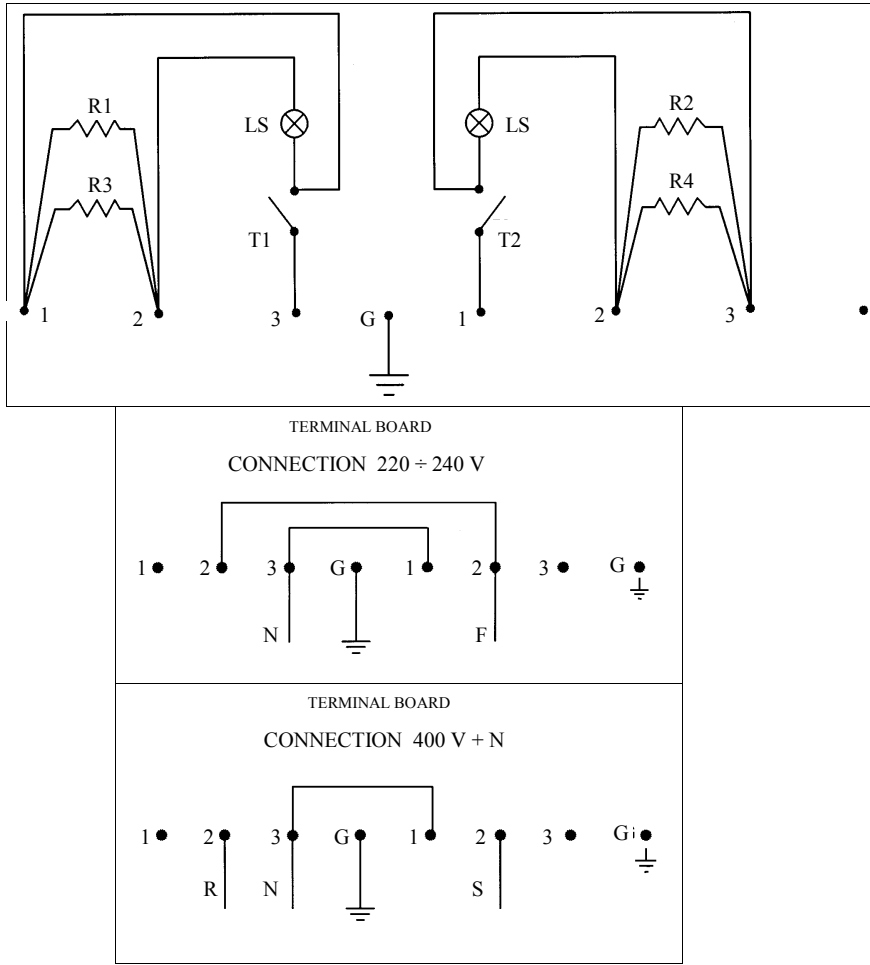 R1
LS
LS
R2
R3
R4
T1
T2
1
2
3
G
1
2
3
TERMINAL BOARD
CONNECTION 220 ÷ 240 V
1
2
3
G
1
2
3
G
N
F
TERMINAL BOARD
CONNECTION 400 V + N
1
2
3
G
1
2
3
G
R
N
S